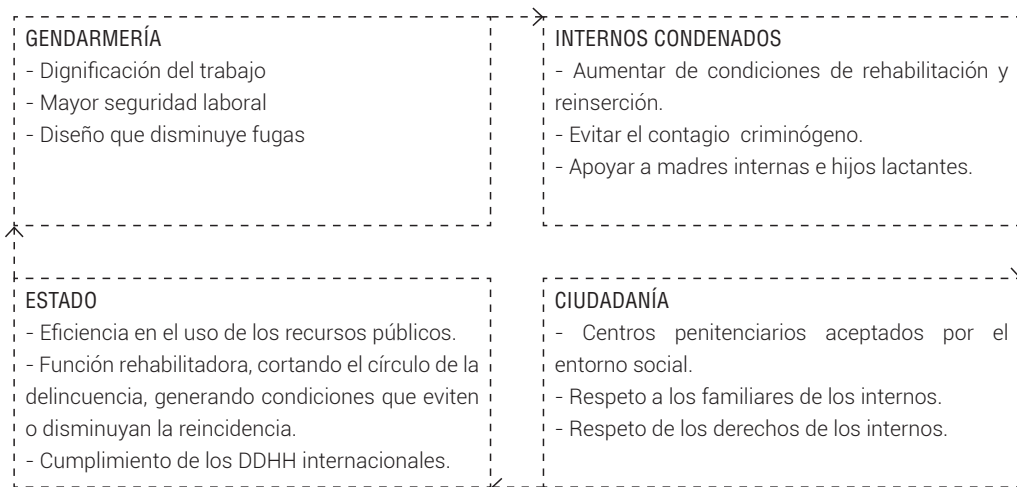 GENDARMERÍA
- Dignificación del trabajo
- Mayor seguridad laboral
- Diseño que disminuye fugas
INTERNOS CONDENADOS
- Aumentar de condiciones de rehabilitación y
reinserción.
- Evitar el contagio criminógeno.
- Apoyar a madres internas e hijos lactantes.
ESTADO
- Eficiencia en el uso de los recursos públicos.
- Función rehabilitadora, cortando el círculo de la
delincuencia, generando condiciones que eviten
o disminuyan la reincidencia.
- Cumplimiento de los DDHH internacionales.
CIUDADANÍA
- Centros penitenciarios aceptados por el
entorno social.
- Respeto a los familiares de los internos.
- Respeto de los derechos de los internos.